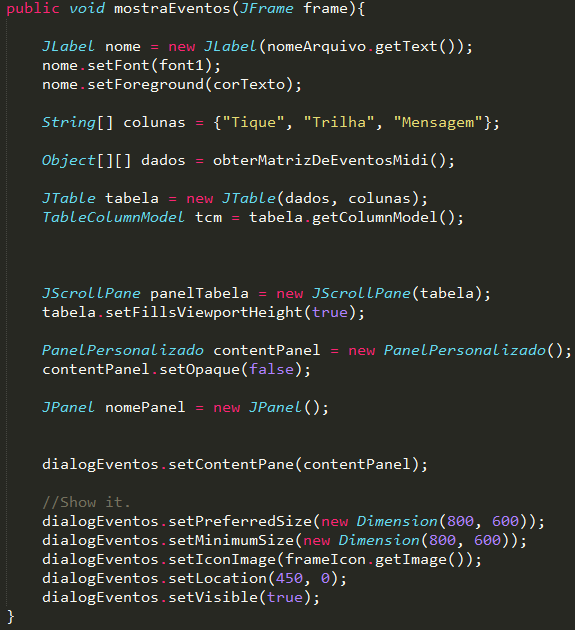 public void mostraEventos(JFrame frame){
JLabel nome = new JLabel(nomeArquivo.getText());
nome.setFont(font1);
nome.setForeground(corTexto);
String[] colunas = {"Tique", "Trilha", "Mensagem"};
Object[][] dados = obterMatrizDeEventosMidi();
JTable tabela = new JTable(dados, colunas);
TableColumnModel tcm = tabela.getColumnModel();
JScrollPane panelTabela = new JScrollPane(tabela);
tabela.setFillsViewportHeight(true);
PanelPersonalizado contentPanel = new PanelPersonalizado();
contentPanel.setOpaque(false);
JPanel nomePanel = new JPanel();
dialogEventos.setContentPane(contentPanel);
//Show it.
dialogEventos.setPreferredSize(new Dimension(800, 600));
dialogEventos.setMinimumSize(new Dimension(800, 600));
dialogEventos.setIconImage(frameIcon.getImage());
dialogEventos.setLocation(450, 0);
dialogEventos.setVisible(true);
}